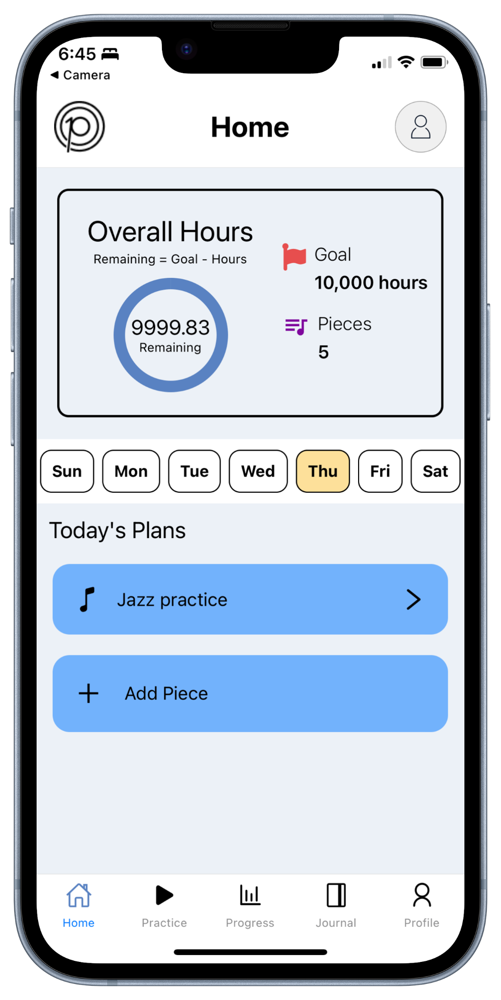 6:45
◀ Camera
Home
Overall Hours
Remaining = Goal - Hours
9999.83
Remaining
Goal
10,000 hours
Pieces
5
Sun Mon Tue Wed Thu Fri Sat
Today's Plans
Jazz practice
+ Add Piece
Home Practice Progress Journal Profile